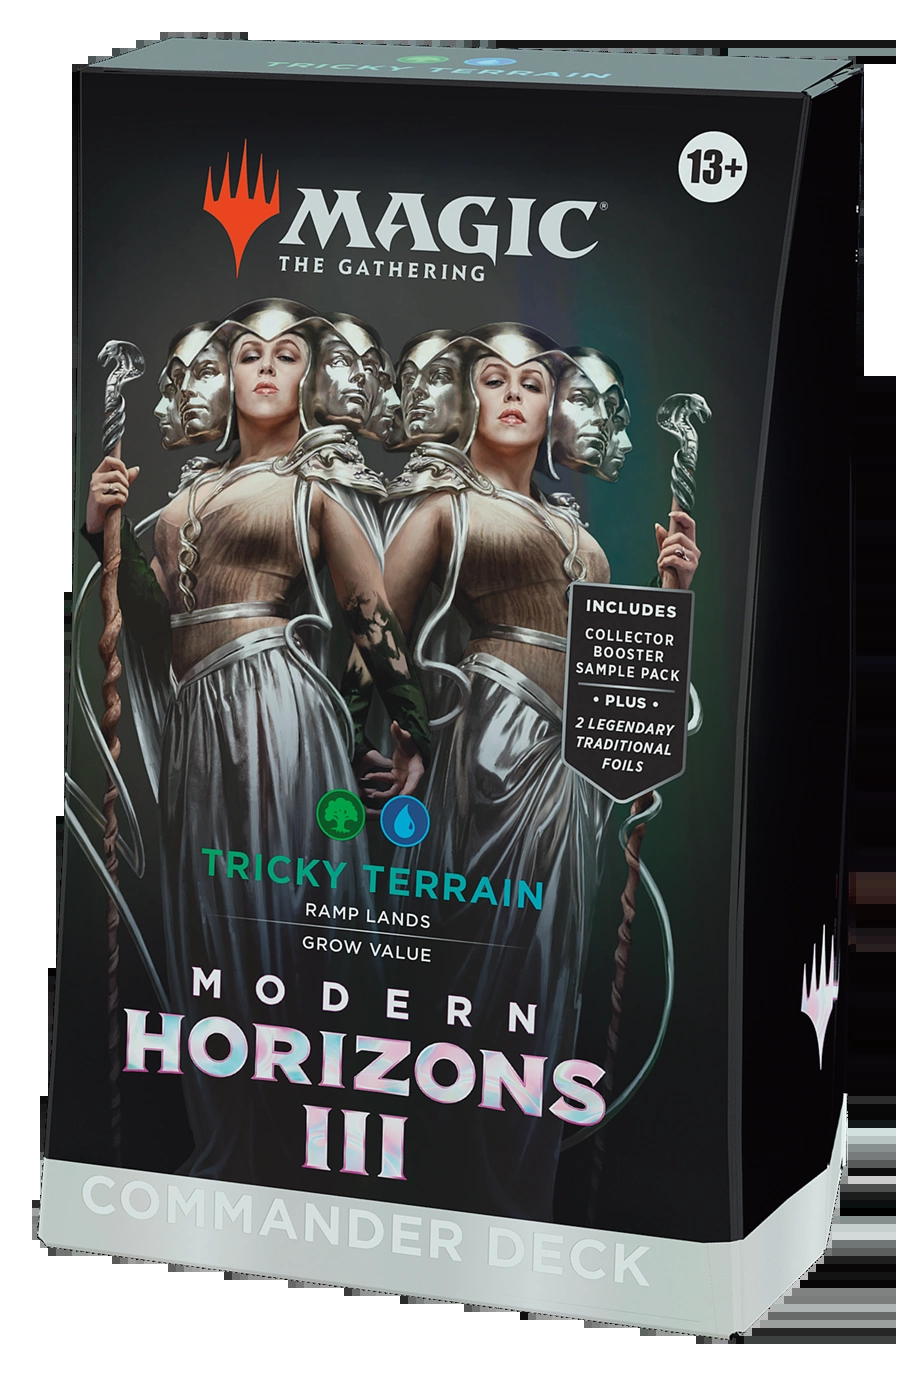 TRICKY TERRAIN
13+
MAGIC®
THE GATHERING
INCLUDES
COLLECTOR
BOOSTER
SAMPLE PACK
• PLUS •
2 LEGENDARY
TRADITIONAL
FOILS
TRICKY TERRAIN
RAMP LANDS
GROW VALUE
MODERN
HORIZONS
III
COMMANDER DECK